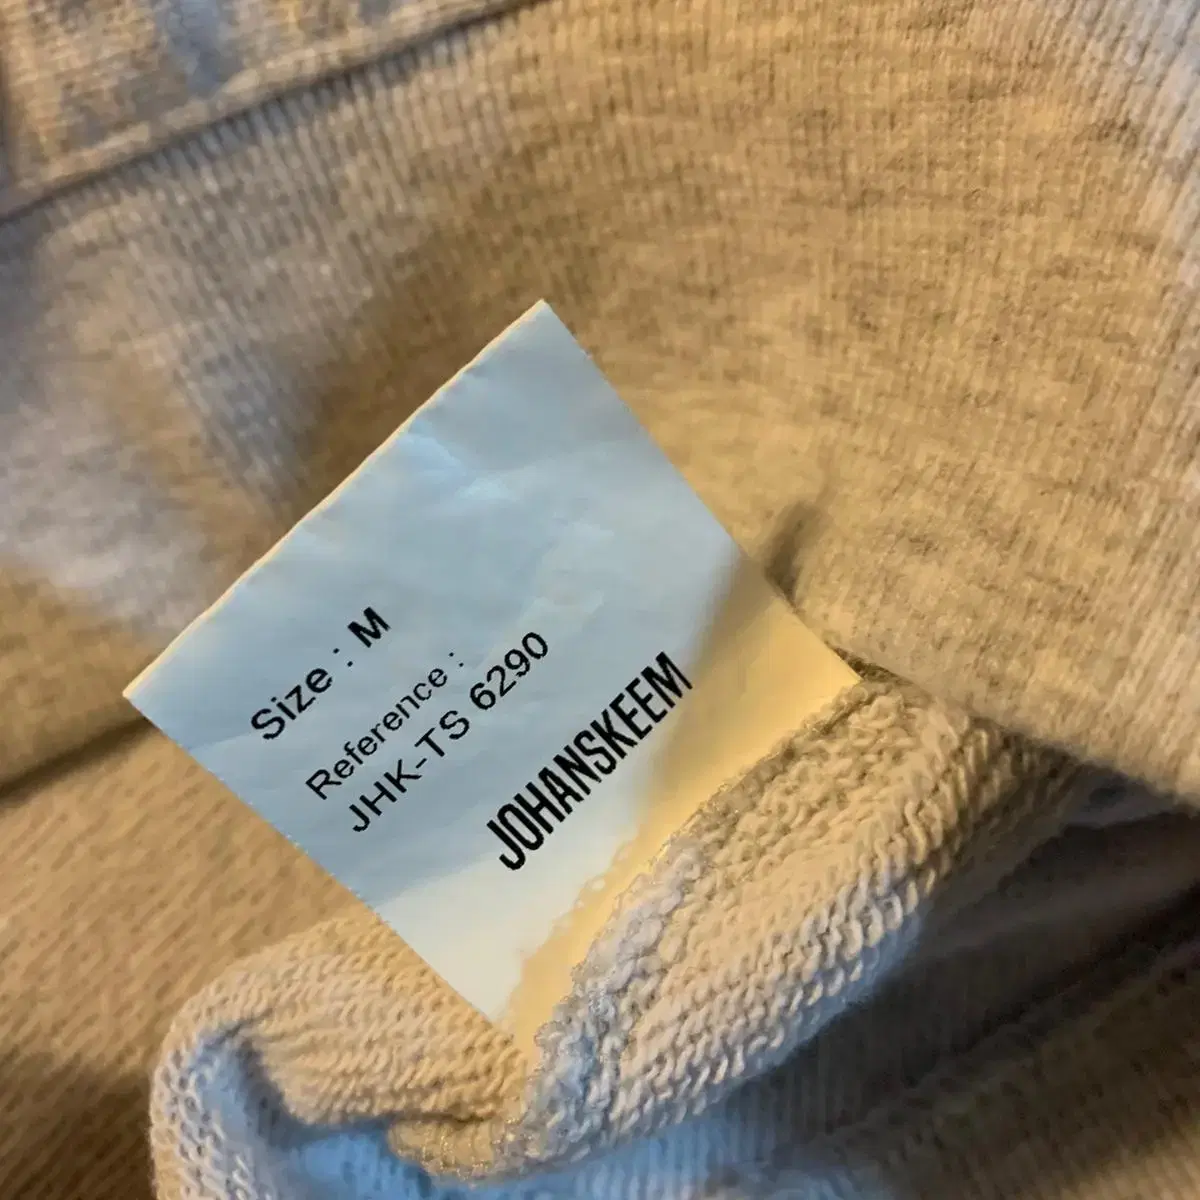 Size : M
Reference :
JHK-TS 6290
JOHANSKEEM